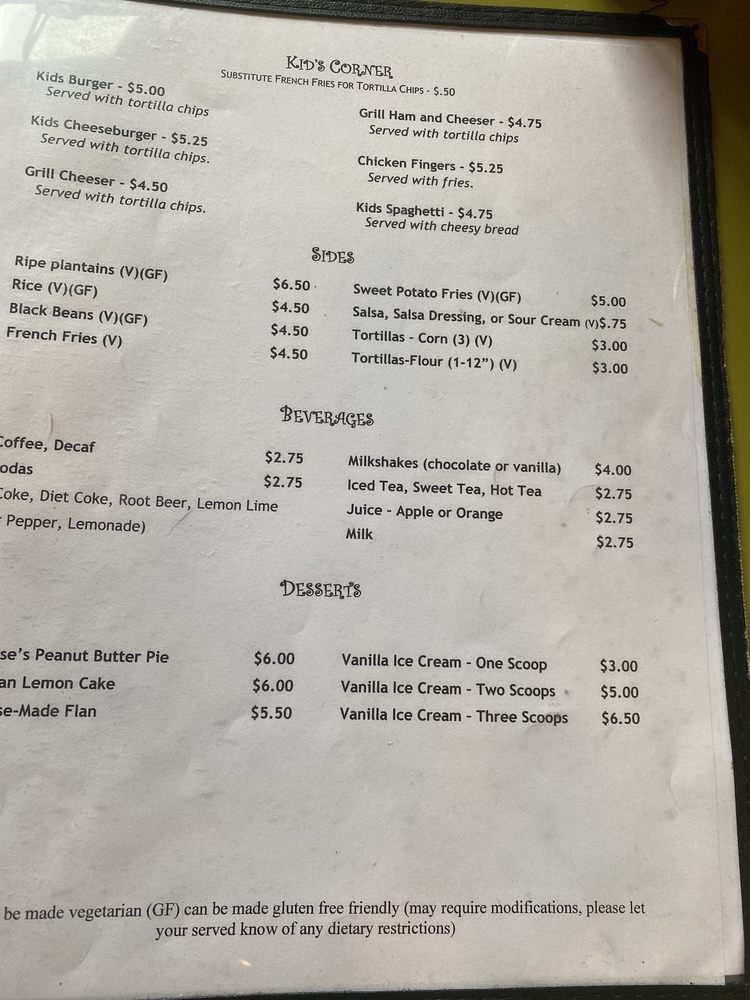 KID'S CORNER
SUBSTITUTE FRENCH FRIES FOR TORTILLA CHIPS - $.50
Kids Burger - $5.00
Served with tortilla chips
Kids Cheeseburger - $5.25
Served with tortilla chips.
Grill Cheeser - $4.50
Served with tortilla chips.
Grill Ham and Cheeser - $4.75
Served with tortilla chips
Chicken Fingers - $5.25
Served with fries.
Kids Spaghetti - $4.75
Served with cheesy bread
SIDES
Ripe plantains (V)(GF) $6.50
Rice (V)(GF) $4.50
Black Beans (V)(GF) $4.50
French Fries (V) $4.50
Sweet Potato Fries (V)(GF) $5.00
Salsa, Salsa Dressing, or Sour Cream (V)$.75
Tortillas - Corn (3) (V) $3.00
Tortillas-Flour (1-12”) (V) $3.00
BEVERAGES
Coffee, Decaf $2.75
odas $2.75
Coke, Diet Coke, Root Beer, Lemon Lime
Pepper, Lemonade)
Milkshakes (chocolate or vanilla) $4.00
Iced Tea, Sweet Tea, Hot Tea $2.75
Juice - Apple or Orange $2.75
Milk $2.75
DESSERTS
se's Peanut Butter Pie $6.00
an Lemon Cake $6.00
se-Made Flan $5.50
Vanilla Ice Cream - One Scoop $3.00
Vanilla Ice Cream - Two Scoops $5.00
Vanilla Ice Cream - Three Scoops $6.50
be made vegetarian (GF) can be made gluten free friendly (may require modifications, please let
your served know of any dietary restrictions)